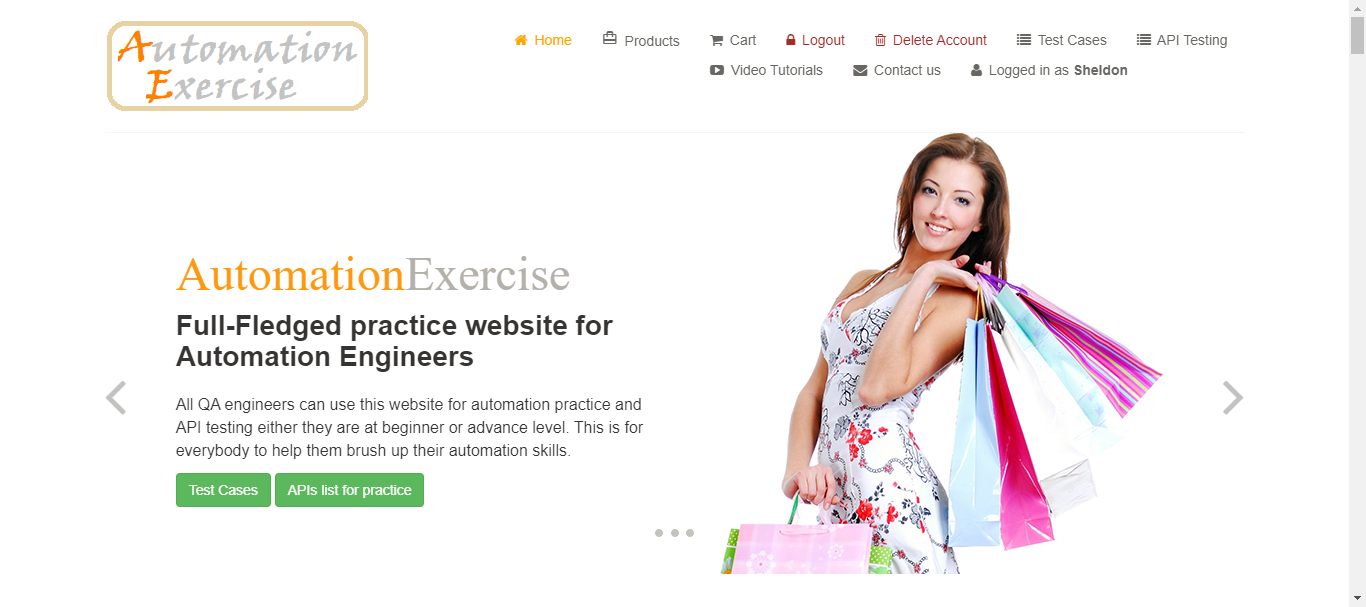 Automation
Exercise
Home Products Cart Logout Delete Account Test Cases API Testing
Video Tutorials Contact us Logged in as Sheldon
AutomationExercise
Full-Fledged practice website for
Automation Engineers
All QA engineers can use this website for automation practice and
API testing either they are at beginner or advance level. This is for
everybody to help them brush up their automation skills.
Test Cases APIs list for practice